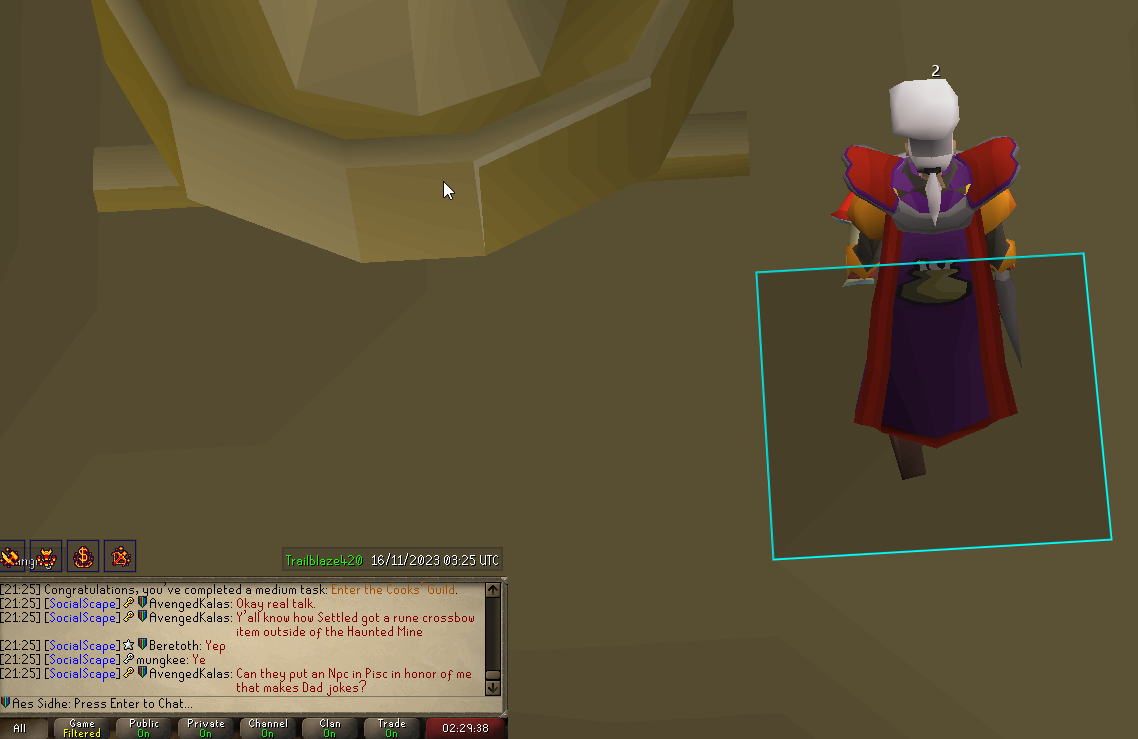 2
Trailblaze420 16/11/2023 03:25 UTC
[21:25] Congratulations, you've completed a medium task: Enter the Cooks' Guild.
[21:25] [SocialScape] AvengedKalas: Okay real talk.
[21:25] [SocialScape] AvengedKalas: Y'all know how Settled got a rune crossbow
item outside of the Haunted Mine
[21:25] [SocialScape] Beretoth: Yep
[21:25] [SocialScape] mungkee: Ye
[21:25] [SocialScape] AvengedKalas: Can they put an Npc in Pisc in honor of me
that makes Dad jokes?
Aes Sidhe: Press Enter to Chat...
All Game Public Private Channel Clan Trade 02:29:38
Filtered On On On On On